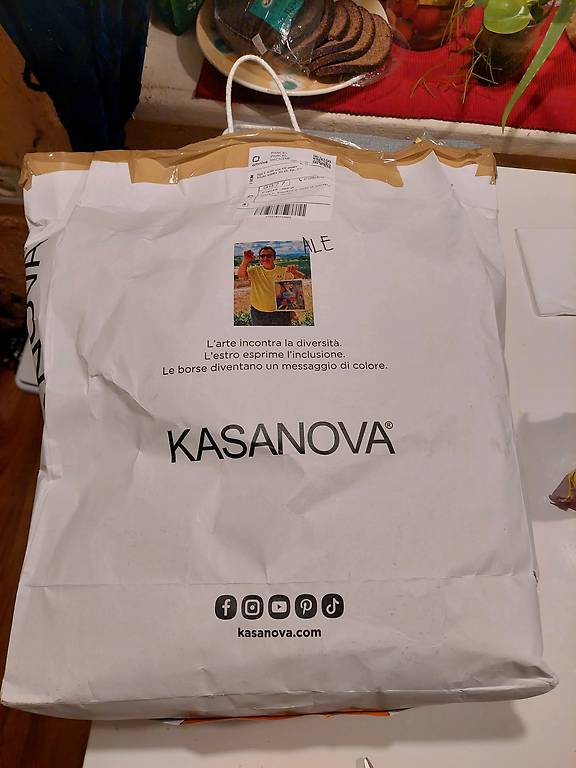 ALE
L'arte incontra la diversità.
L'estro esprime l'inclusione.
Le borse diventano un messaggio di colore.
KASANOVA®
kasanova.com